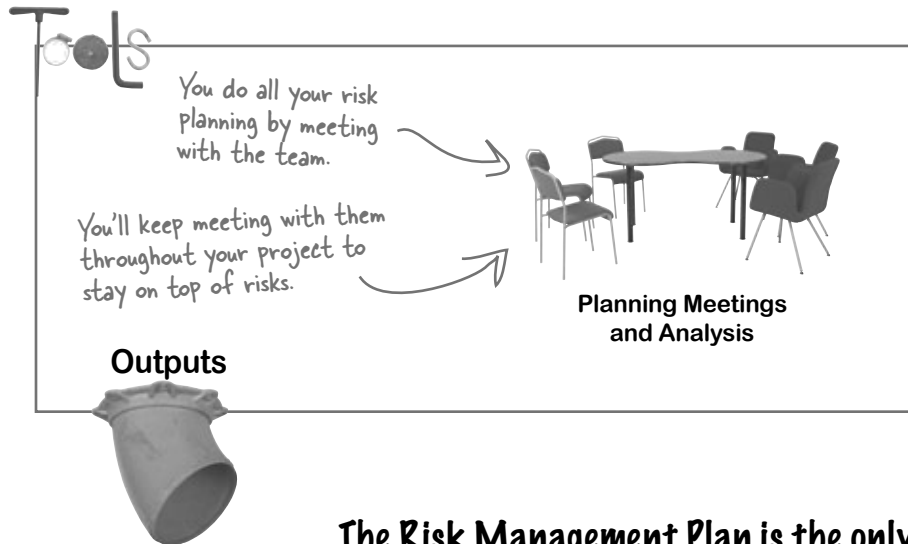 Tools
You do all your risk
planning by meeting
with the team.
You'll keep meeting with them
throughout your project to
stay on top of risks.
Planning Meetings
and Analysis
Outputs
The Risk Management Plan is the only